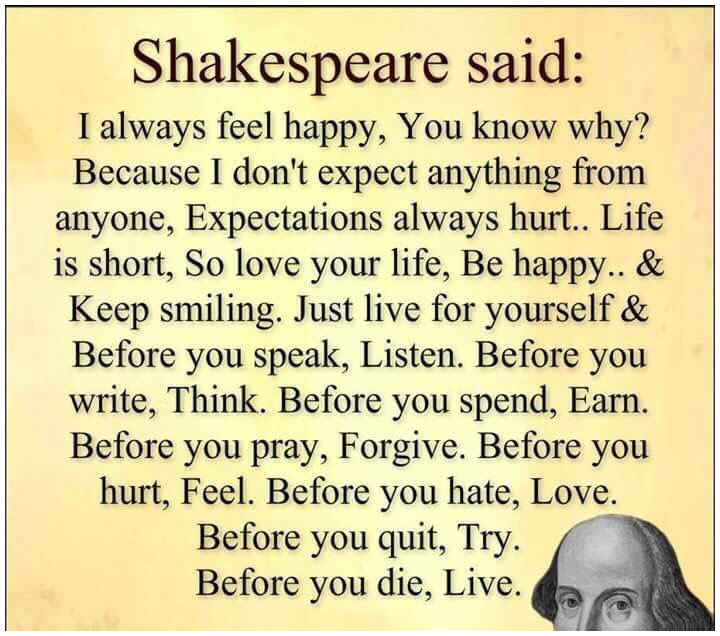 Shakespeare said:
I always feel happy, You know why?
Because I don't expect anything from
anyone, Expectations always hurt.. Life
is short, So love your life, Be happy.. &
Keep smiling. Just live for yourself &
Before you speak, Listen. Before you
write, Think. Before you spend, Earn.
Before you pray, Forgive. Before you
hurt, Feel. Before you hate, Love.
Before you quit, Try.
Before you die, Live.